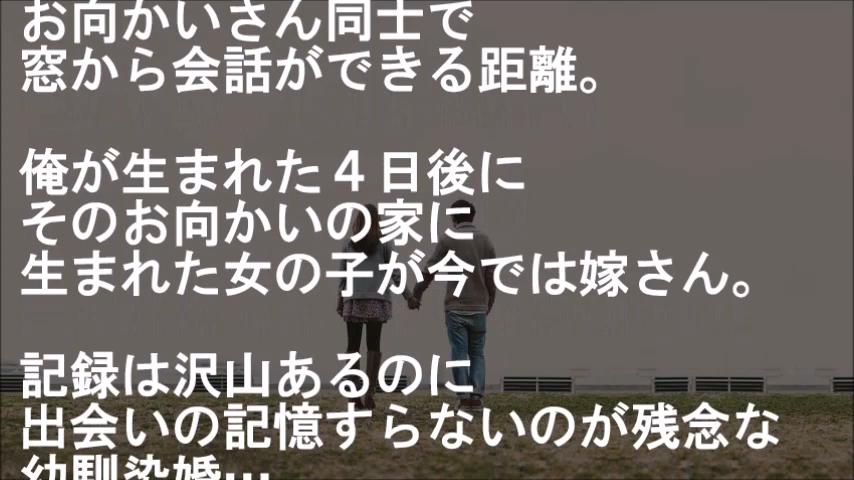 お向かいさん同士で
窓から会話ができる距離。
俺が生まれた４日後に
そのお向かいの家に
生まれた女の子が今では嫁さん。
記録は沢山あるのに
出会いの記憶すらないのが残念な
幼馴染婚…